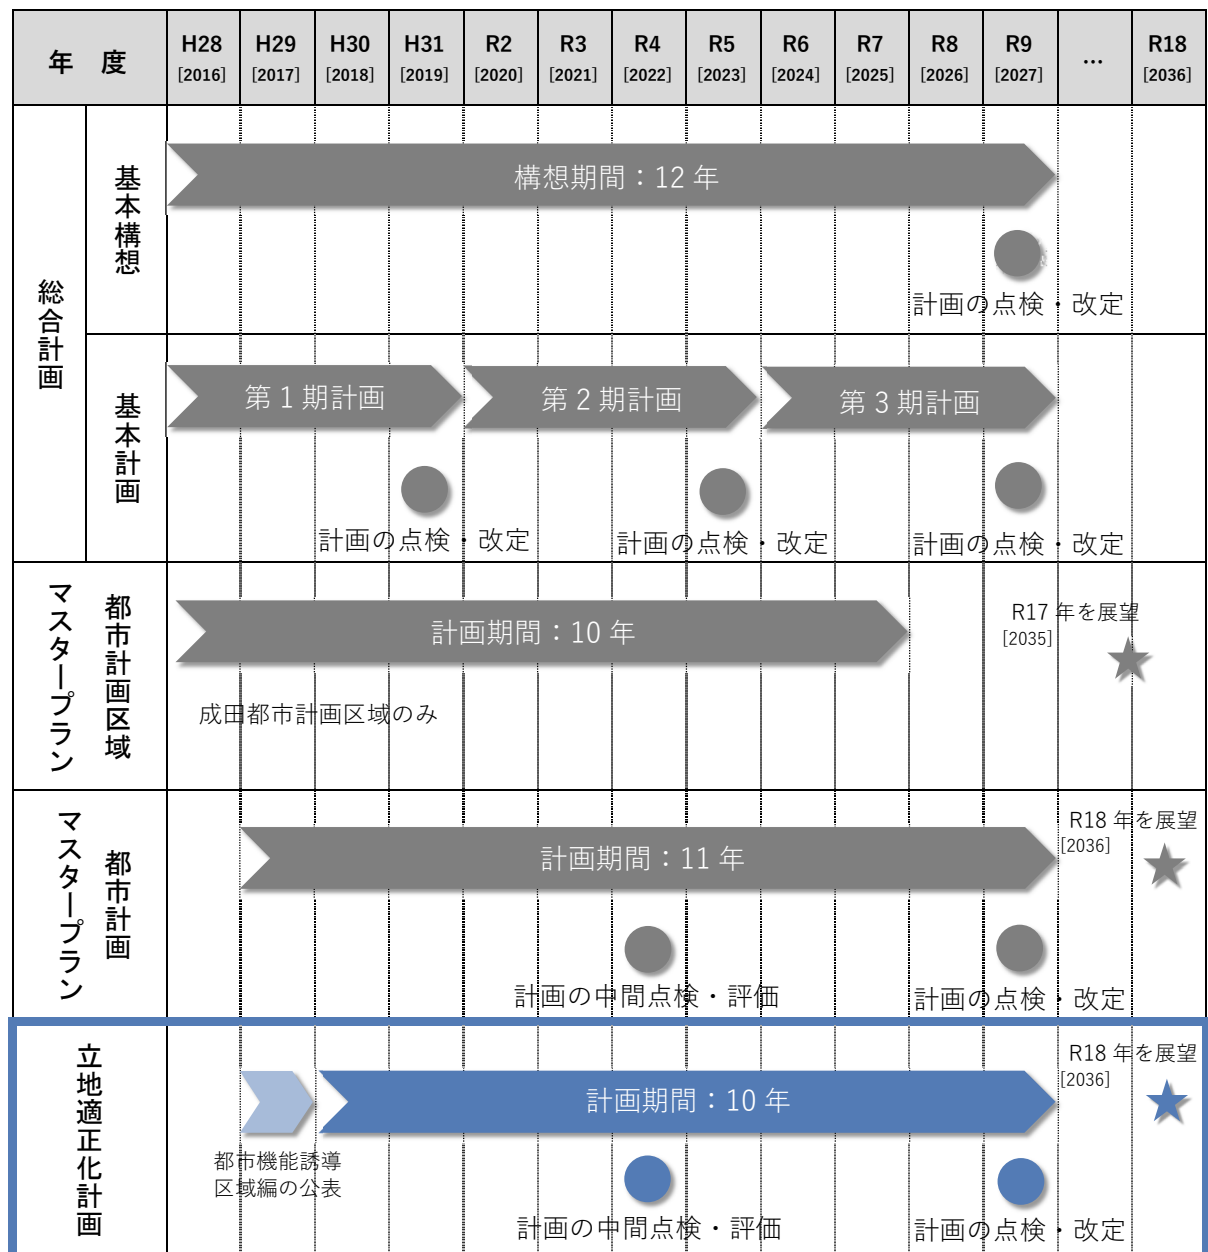 年 度
H28 H29 H30 H31 R2 R3 R4 R5 R6 R7 R8 R9 … R18
[2016] [2017] [2018] [2019] [2020] [2021] [2022] [2023] [2024] [2025] [2026] [2027] [2036]
総合計画
基本構想
構想期間：12 年
計画の点検・改定
基本計画
第 1 期計画
第 2 期計画
第 3 期計画
計画の点検・改定
計画の点検・改定
計画の点検・改定
都市計画区域
マスタープラン
計画期間：10 年
成田都市計画区域のみ
R17 年を展望
[2035]
都市計画
マスタープラン
計画期間：11 年
R18 年を展望
[2036]
計画の中間点検・評価
計画の点検・改定
立地適正化計画
計画期間：10 年
R18 年を展望
[2036]
都市機能誘導
区域編の公表
計画の中間点検・評価
計画の点検・改定